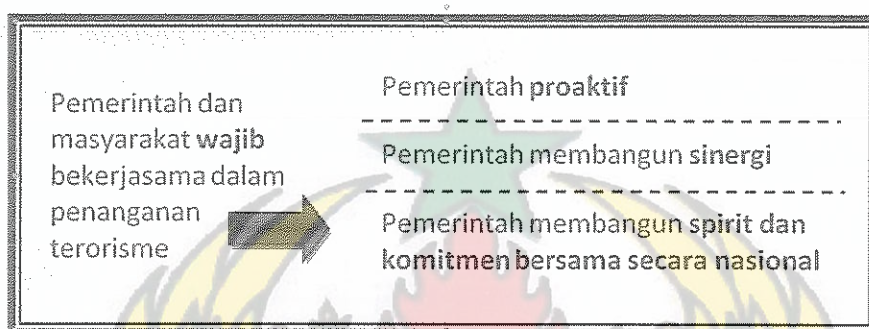 Pemerintah dan
masyarakat wajib
bekerjasama dalam
penanganan
terorisme
Pemerintah proaktif
Pemerintah membangun sinergi
Pemerintah membangun spirit dan
komitmen bersama secara nasional